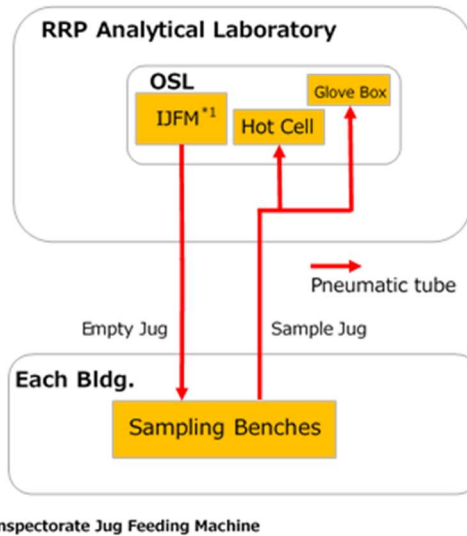 RRP Analytical Laboratory
OSL
IJFM*1
Hot Cell
Glove Box
Pneumatic tube
Empty Jug
Sample Jug
Each Bldg.
Sampling Benches
nspectorate Jug Feeding Machine